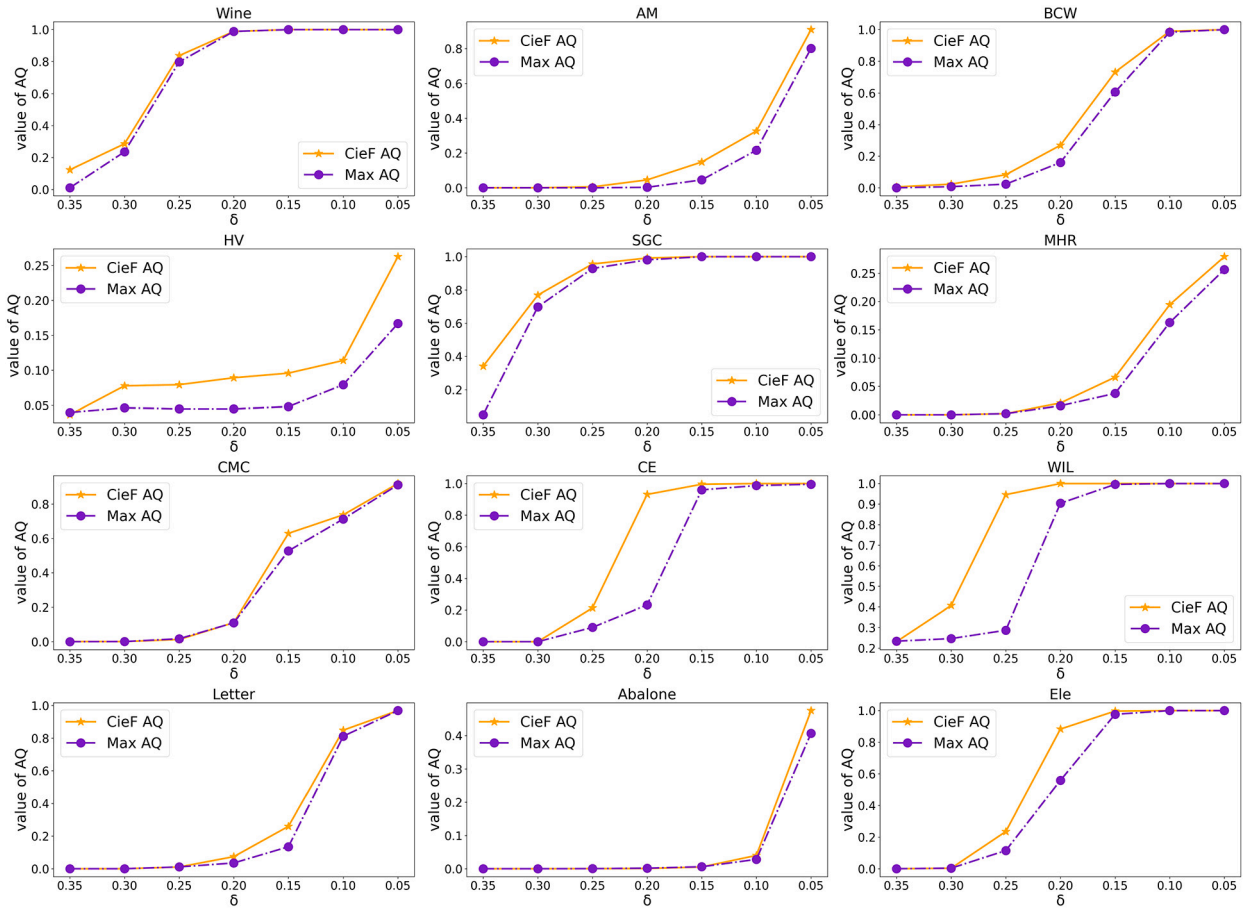 Wine
value of AQ
1.0
0.8
0.6
0.4
0.2
0.0
CieF AQ
Max AQ
0.35 0.30 0.25 0.20 0.15 0.10 0.05
δ
AM
value of AQ
0.8
0.6
0.4
0.2
0.0
CieF AQ
Max AQ
0.35 0.30 0.25 0.20 0.15 0.10 0.05
δ
BCW
value of AQ
1.0
0.8
0.6
0.4
0.2
0.0
CieF AQ
Max AQ
0.35 0.30 0.25 0.20 0.15 0.10 0.05
δ
HV
value of AQ
0.25
0.20
0.15
0.10
0.05
CieF AQ
Max AQ
0.35 0.30 0.25 0.20 0.15 0.10 0.05
δ
SGC
value of AQ
1.0
0.8
0.6
0.4
0.2
CieF AQ
Max AQ
0.35 0.30 0.25 0.20 0.15 0.10 0.05
δ
MHR
value of AQ
0.25
0.20
0.15
0.10
0.05
0.00
CieF AQ
Max AQ
0.35 0.30 0.25 0.20 0.15 0.10 0.05
δ
CMC
value of AQ
0.8
0.6
0.4
0.2
0.0
CieF AQ
Max AQ
0.35 0.30 0.25 0.20 0.15 0.10 0.05
δ
CE
value of AQ
1.0
0.8
0.6
0.4
0.2
0.0
CieF AQ
Max AQ
0.35 0.30 0.25 0.20 0.15 0.10 0.05
δ
WIL
value of AQ
1.0
0.9
0.8
0.7
0.6
0.5
0.4
0.3
0.2
CieF AQ
Max AQ
0.35 0.30 0.25 0.20 0.15 0.10 0.05
δ
Letter
value of AQ
1.0
0.8
0.6
0.4
0.2
0.0
CieF AQ
Max AQ
0.35 0.30 0.25 0.20 0.15 0.10 0.05
δ
Abalone
value of AQ
0.4
0.3
0.2
0.1
0.0
CieF AQ
Max AQ
0.35 0.30 0.25 0.20 0.15 0.10 0.05
δ
Ele
value of AQ
1.0
0.8
0.6
0.4
0.2
0.0
CieF AQ
Max AQ
0.35 0.30 0.25 0.20 0.15 0.10 0.05
δ